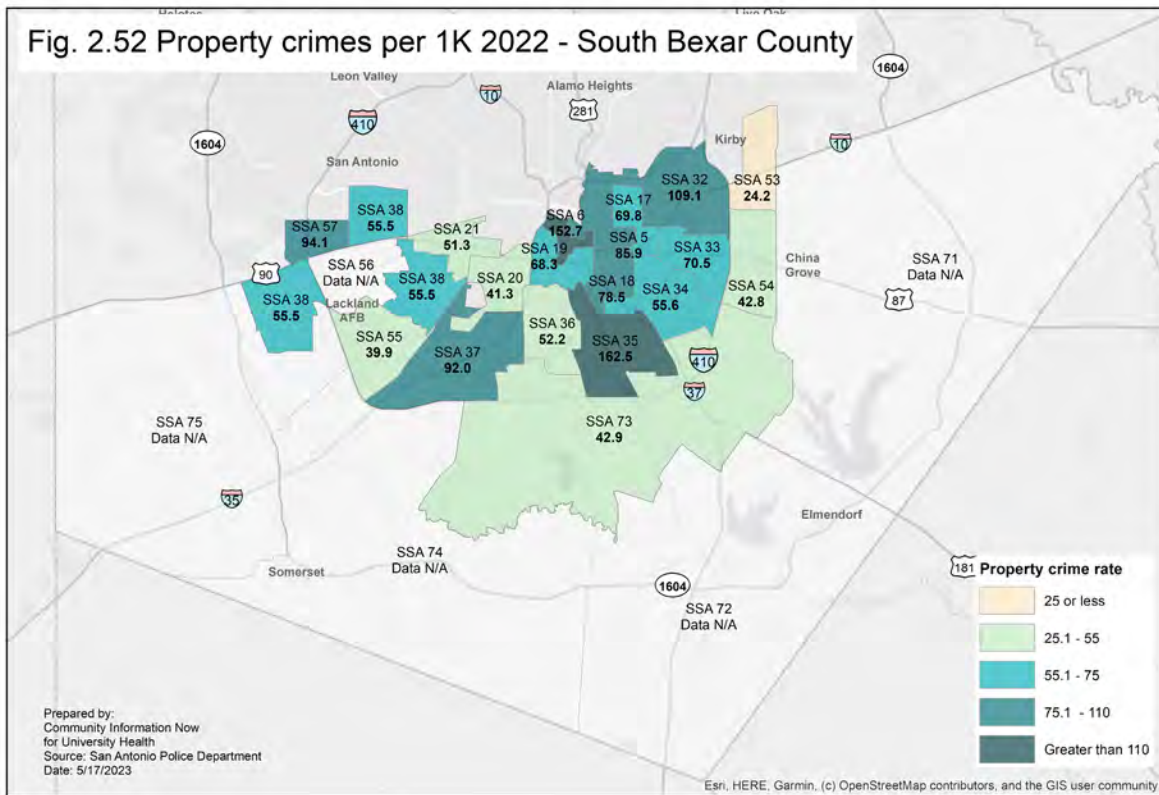 Helotes
Live Oak
Fig. 2.52 Property crimes per 1K 2022 - South Bexar County
1604
Leon Valley
10
Alamo Heights
281
410
1604
Kirby
10
San Antonio
SSA 32
109.1
SSA 53
24.2
SSA 38
55.5
SSA 17
69.8
SSA 6
152.7
SSA 57
94.1
SSA 21
51.3
SSA 5
85.9
SSA 19
68.3
SSA 33
70.5
China
Grove
SSA 71
Data N/A
90
SSA 56
Data N/A
SSA 38
55.5
SSA 20
41.3
SSA 18
78.5
SSA 34
55.6
SSA 54
42.8
87
SSA 38
55.5
Lackland
AFB
SSA 55
39.9
SSA 36
52.2
SSA 35
162.5
SSA 37
92.0
410
37
SSA 73
42.9
SSA 75
Data N/A
35
Elmendorf
SSA 74
Data N/A
Somerset
1604
SSA 72
Data N/A
181
Property crime rate
25 or less
25.1 - 55
55.1 - 75
75.1 - 110
Greater than 110
Prepared by:
Community Information Now
for University Health
Source: San Antonio Police Department
Date: 5/17/2023
Esri, HERE, Garmin, (c) OpenStreetMap contributors, and the GIS user community